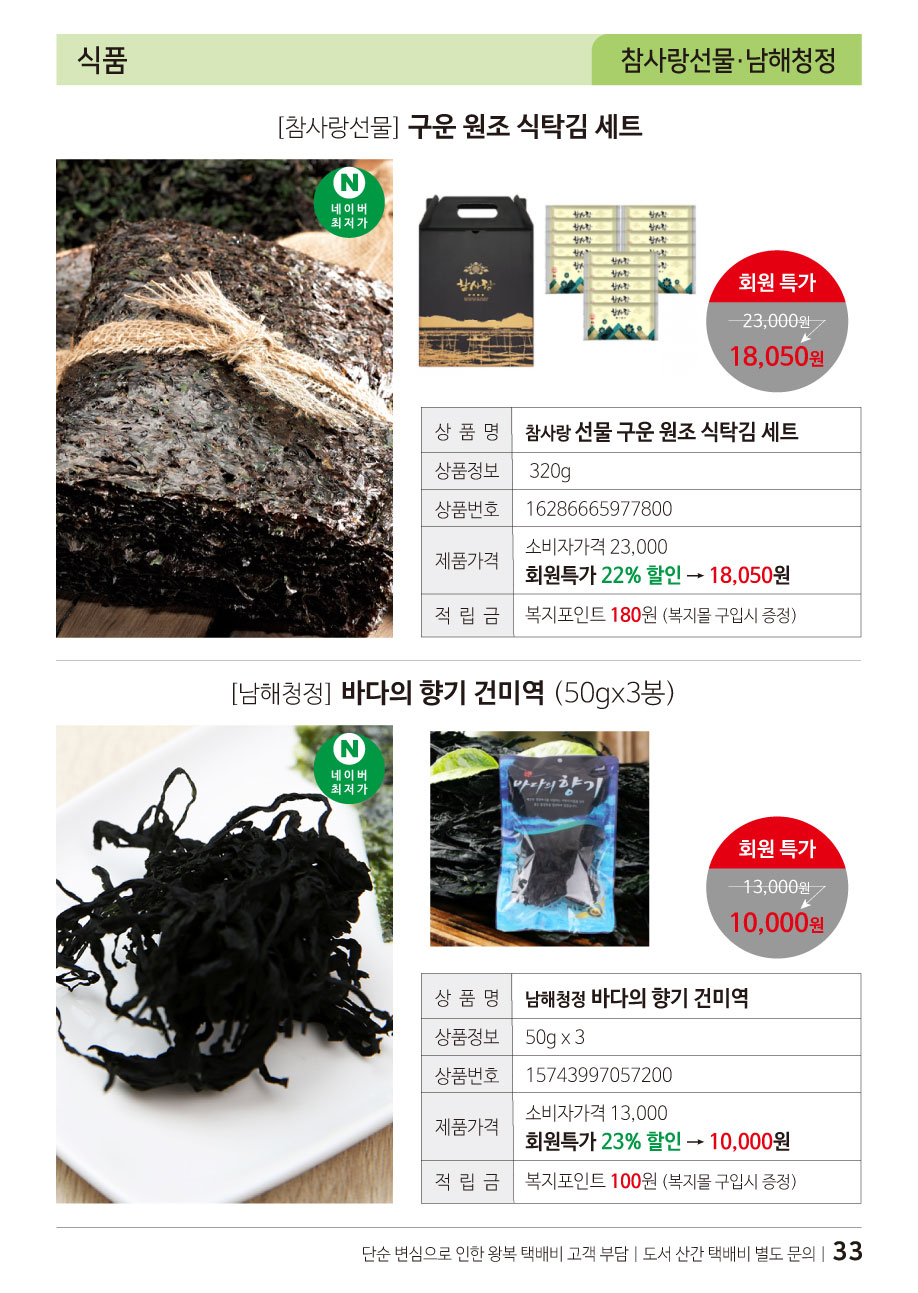 식품
참사랑선물·남해청정
[참사랑선물] 구운 원조 식탁김 세트
N
네이버
최저가
참사랑
회원 특가
23,000원
18,050원
상 품 명 참사랑 선물 구운 원조 식탁김 세트
상품정보 320g
상품번호 16286665977800
제품가격 소비자가격 23,000
회원특가 22% 할인 → 18,050원
적 립 금 복지포인트 180원 (복지몰 구입시 증정)
[남해청정] 바다의 향기 건미역 (50gx3봉)
N
네이버
최저가
바다의향기
회원 특가
13,000원
10,000원
상 품 명 남해청정 바다의 향기 건미역
상품정보 50g x 3
상품번호 15743997057200
제품가격 소비자가격 13,000
회원특가 23% 할인 → 10,000원
적 립 금 복지포인트 100원 (복지몰 구입시 증정)
단순 변심으로 인한 왕복 택배비 고객 부담 | 도서 산간 택배비 별도 문의 | 33